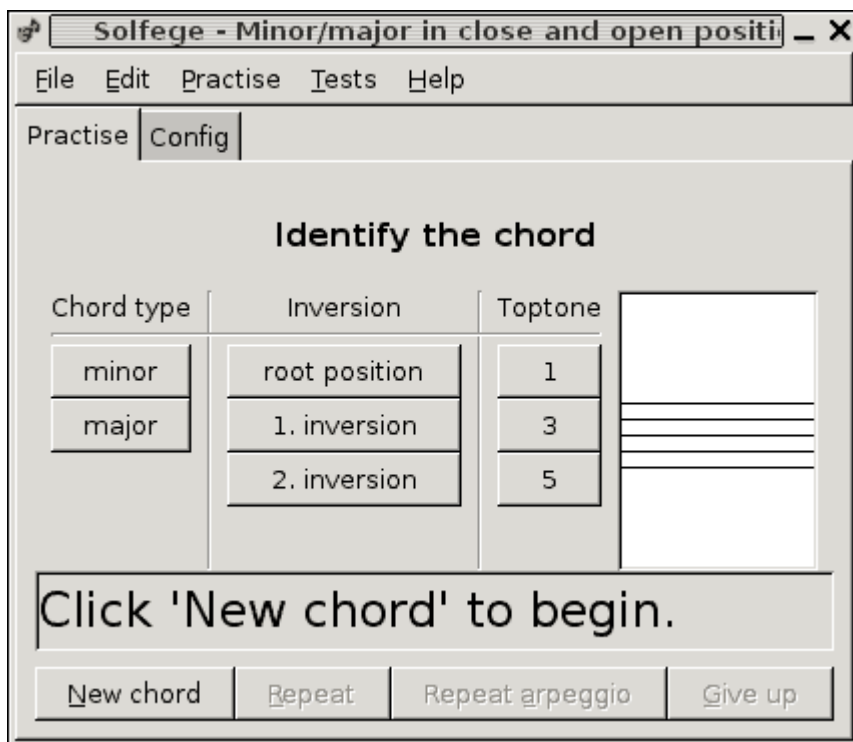 Solfege - Minor/major in close and open positi
File Edit Practise Tests Help
Practise Config
Identify the chord
Chord type Inversion Toptone
minor root position 1
major 1. inversion 3
2. inversion 5
Click 'New chord' to begin.
New chord Repeat Repeat arpeggio Give up